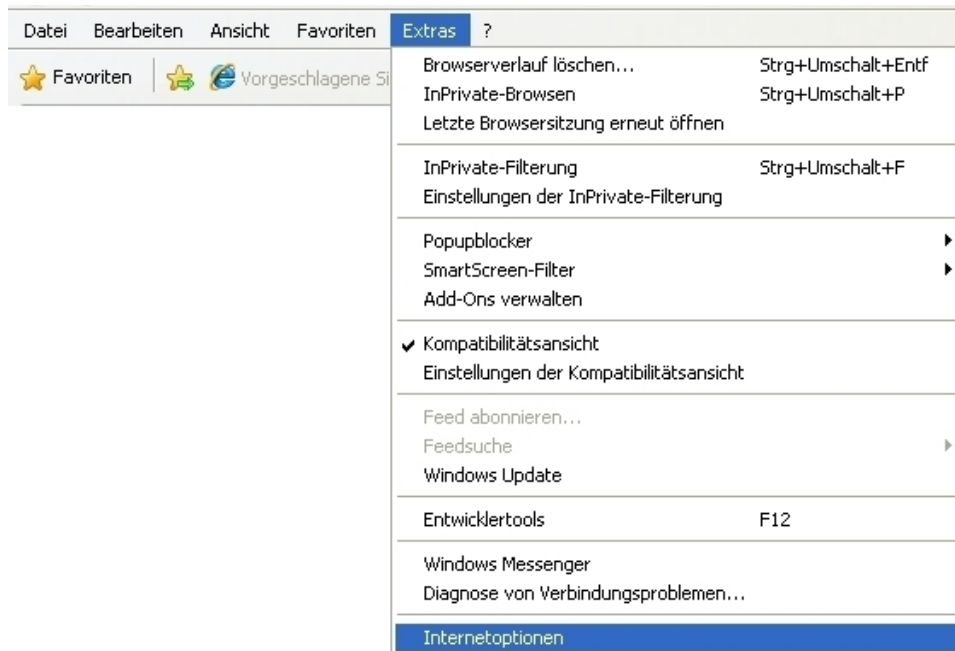 Datei Bearbeiten Ansicht Favoriten Extras ?
Favoriten Vorgeschlagene Si
Browserverlauf löschen... Strg+Umschalt+Entf
InPrivate-Browsen Strg+Umschalt+P
Letzte Browsersitzung erneut öffnen
InPrivate-Filterung Strg+Umschalt+F
Einstellungen der InPrivate-Filterung
Popupblocker
SmartScreen-Filter
Add-Ons verwalten
Kompatibilitätsansicht
Einstellungen der Kompatibilitätsansicht
Feed abonnieren...
Feedsuche
Windows Update
Entwicklertools F12
Windows Messenger
Diagnose von Verbindungsproblemen...
Internetoptionen